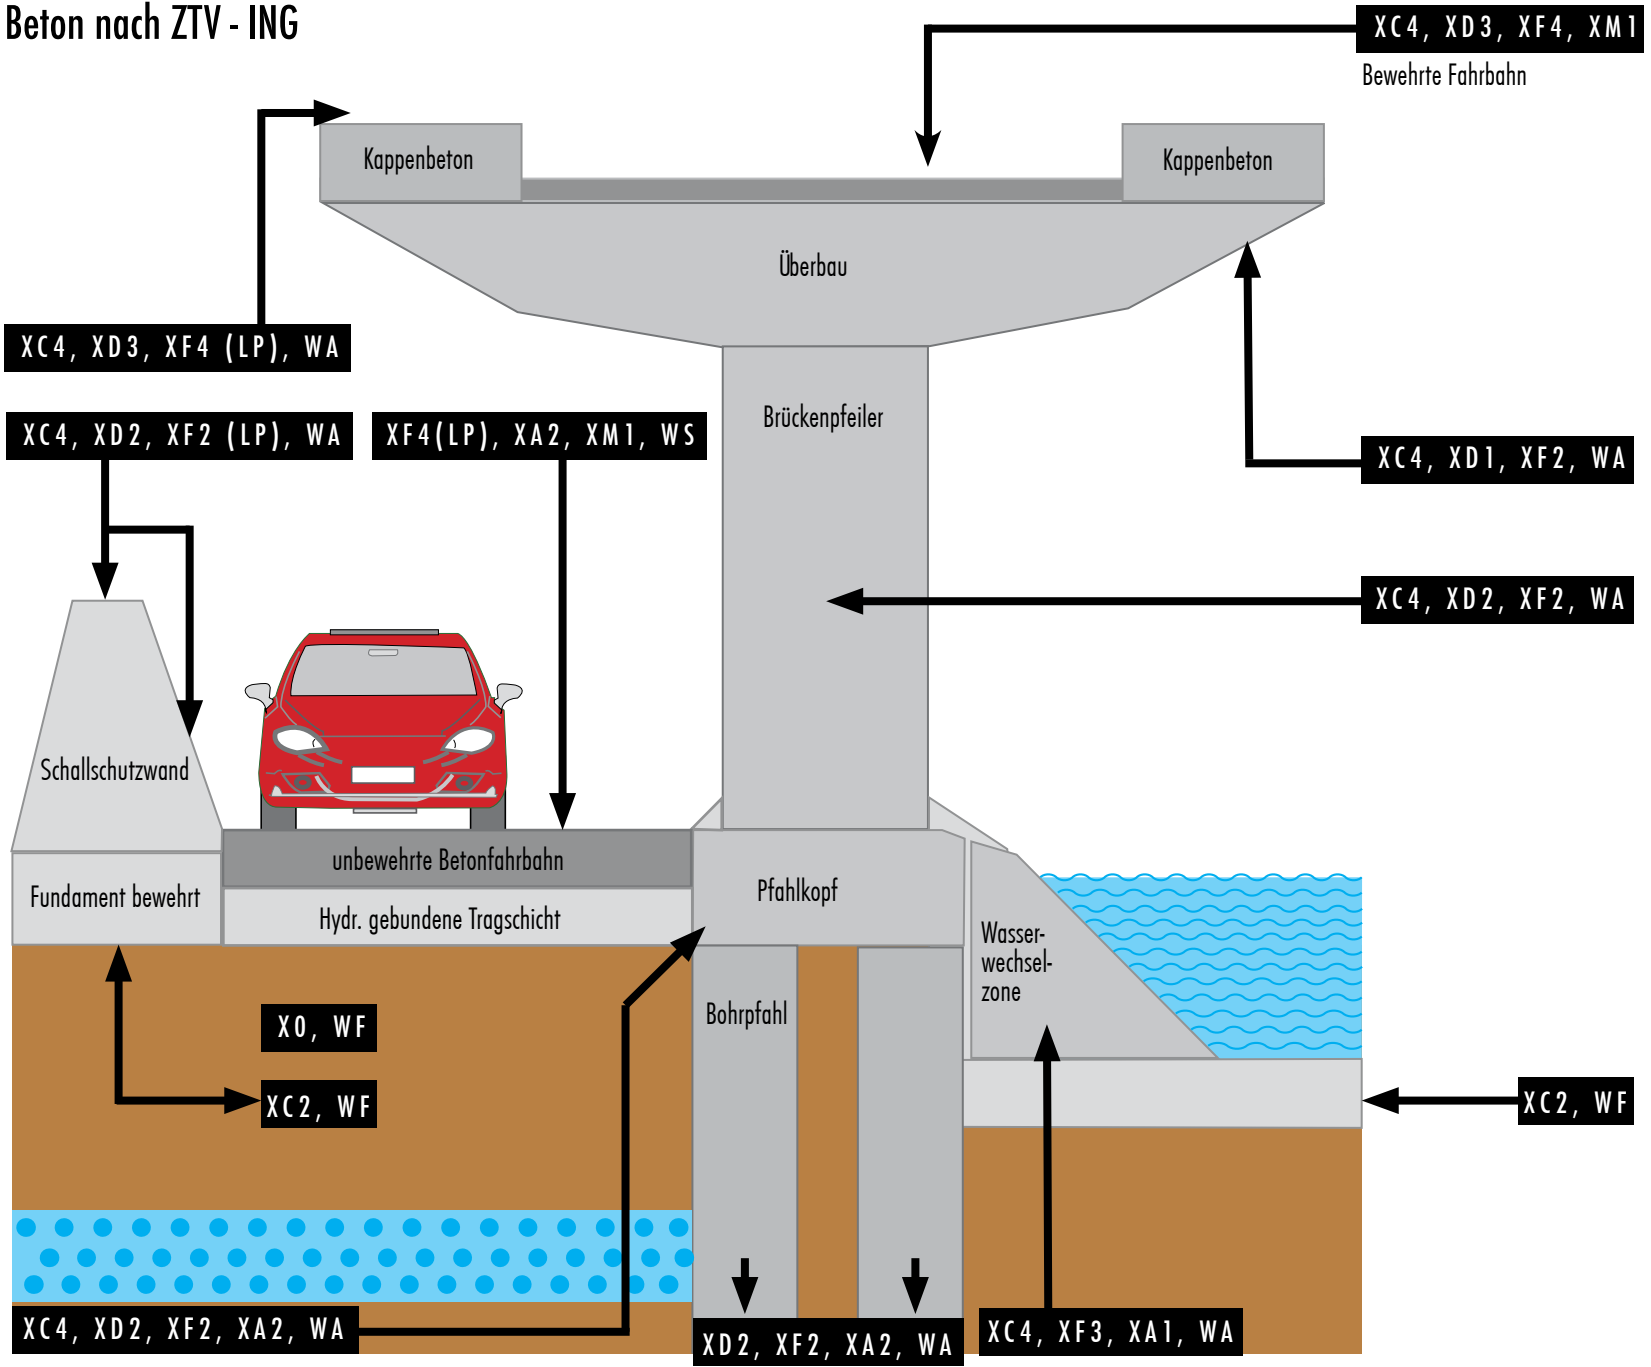 Beton nach ZTV - ING
XC4, XD3, XF4, XM1
Bewehrte Fahrbahn
Kappenbeton
Kappenbeton
Überbau
XC4, XD3, XF4 (LP), WA
XC4, XD2, XF2 (LP), WA
XF4(LP), XA2, XM1, WS
Brückenpfeiler
XC4, XD1, XF2, WA
XC4, XD2, XF2, WA
Schallschutzwand
unbewehrte Betonfahrbahn
Fundament bewehrt
Hydr. gebundene Tragschicht
Pfahlkopf
Wasser-
wechsel-
zone
Bohrpfahl
X0, WF
XC2, WF
XC2, WF
XC4, XD2, XF2, XA2, WA
XD2, XF2, XA2, WA
XC4, XF3, XA1, WA